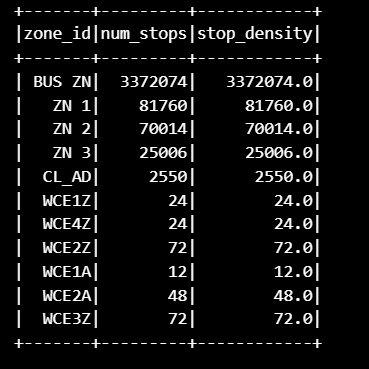 +-------+---------+------------+
|zone_id|num_stops|stop_density|
+-------+---------+------------+
| BUS ZN|  3372074|   3372074.0|
|   ZN 1|    81760|     81760.0|
|   ZN 2|    70014|     70014.0|
|   ZN 3|    25006|     25006.0|
|  CL_AD|     2550|      2550.0|
|  WCE1Z|       24|        24.0|
|  WCE4Z|       24|        24.0|
|  WCE2Z|       72|        72.0|
|  WCE1A|       12|        12.0|
|  WCE2A|       48|        48.0|
|  WCE3Z|       72|        72.0|
+-------+---------+------------+